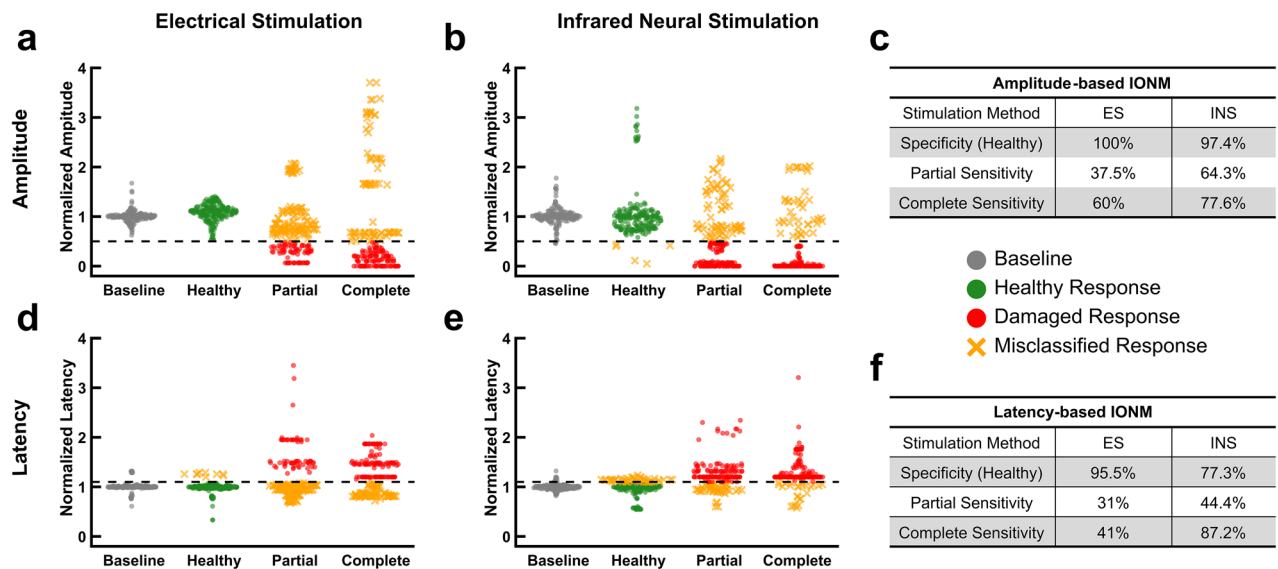 Electrical Stimulation
Infrared Neural Stimulation
a
b
c
Amplitude
Normalized Ampitude
4
3
2
1
0
Baseline Healthy Partial Complete
Normalized Amplitude
4
3
2
1
0
Baseline Healthy Partial Complete
Amplitude-based IONM
Stimulation Method ES INS
Specificity (Healthy) 100% 97.4%
Partial Sensitivity 37.5% 64.3%
Complete Sensitivity 60% 77.6%
Baseline
Healthy Response
Damaged Response
Misclassified Response
d
e
f
Latency
Normalized Latency
4
3
2
1
0
Baseline Healthy Partial Complete
Normalized Latency
4
3
2
1
0
Baseline Healthy Partial Complete
Latency-based IONM
Stimulation Method ES INS
Specificity (Healthy) 95.5% 77.3%
Partial Sensitivity 31% 44.4%
Complete Sensitivity 41% 87.2%